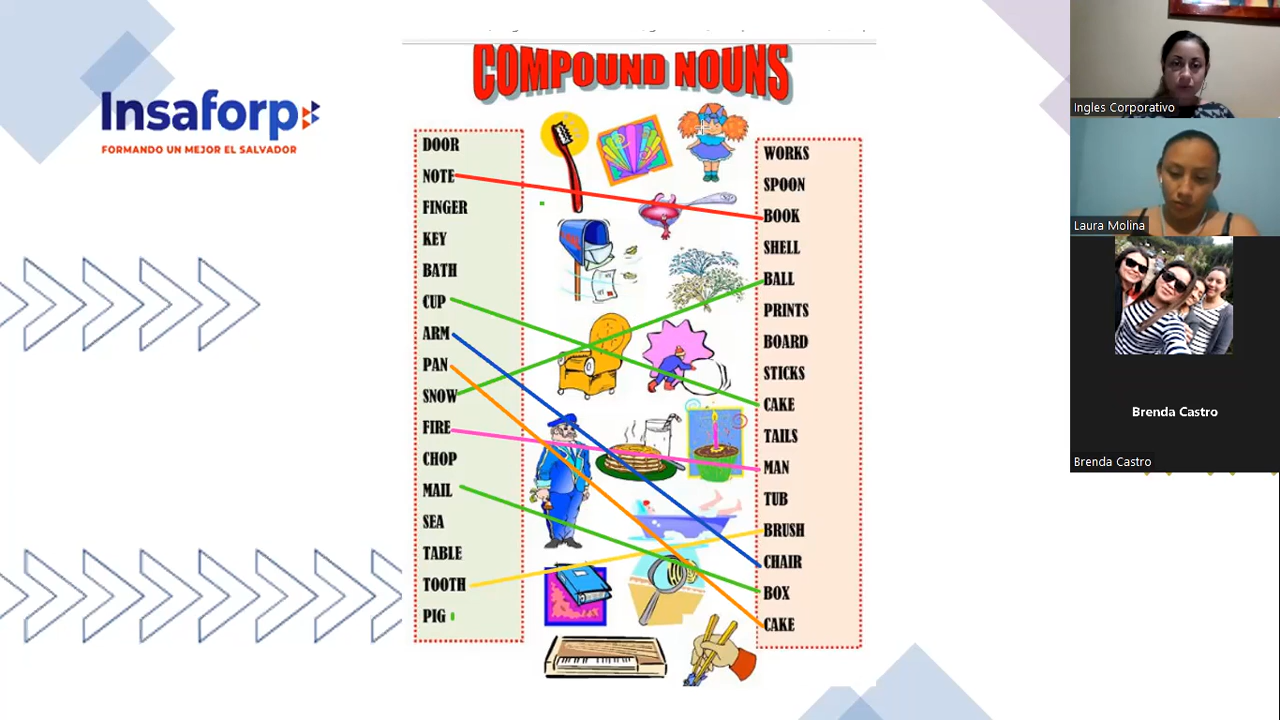 Insaforp
FORMANDO UN MEJOR EL SALVADOR
COMPOUND NOUNS
DOOR
NOTE
FINGER
KEY
BATH
CUP
ARM
PAN
SNOW
FIRE
CHOP
MAIL
SEA
TABLE
TOOTH
PIG
WORKS
SPOON
BOOK
SHELL
BALL
PRINTS
BOARD
STICKS
CAKE
TAILS
MAN
TUB
BRUSH
CHAIR
BOX
CAKE
Ingles Corporativo
Laura Molina
Brenda Castro
Brenda Castro